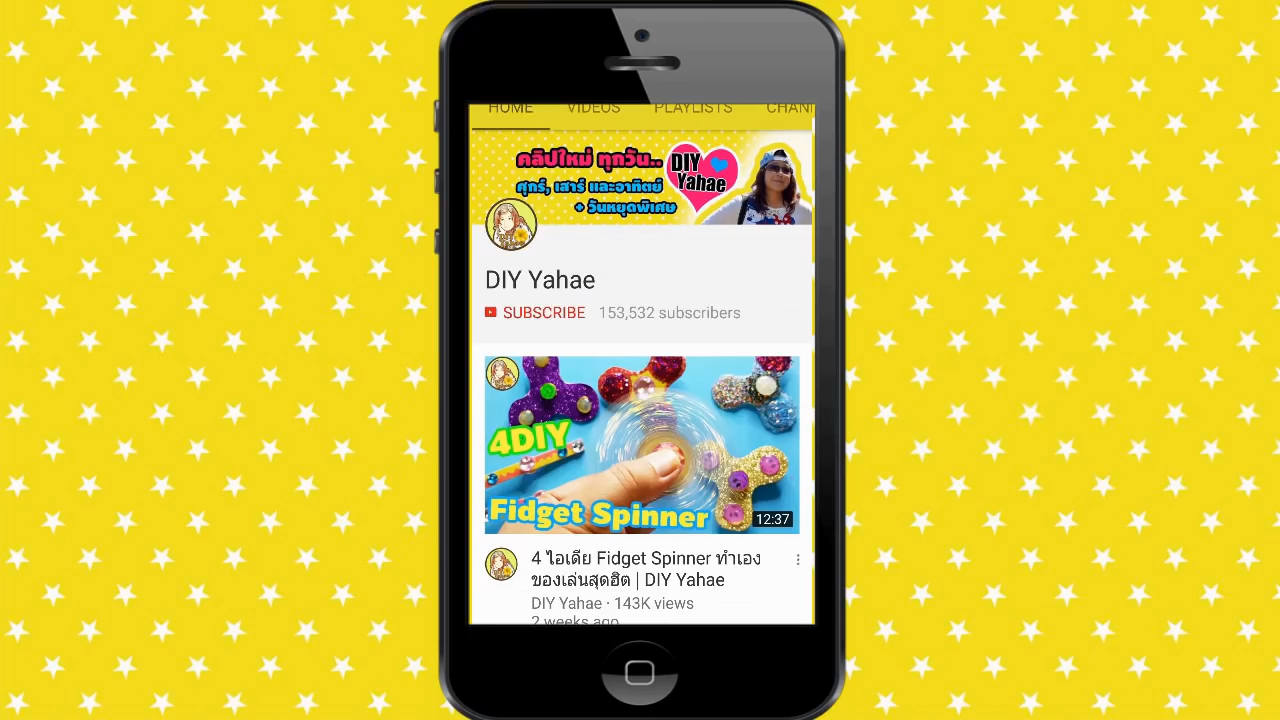 HOME VIDEOS PLAYLISTS CHAN
คลิปใหม่ ทุกวัน..
ศุกร์, เสาร์ และอาทิตย์
+ วันหยุดพิเศษ
DIY
Yahae
DIY Yahae
SUBSCRIBE 153,532 subscribers
4DIY
Fidget Spinner
12:37
4 ไอเดีย Fidget Spinner ทำเอง
ของเล่นสุดฮิต | DIY Yahae
DIY Yahae · 143K views
2 weeks ago